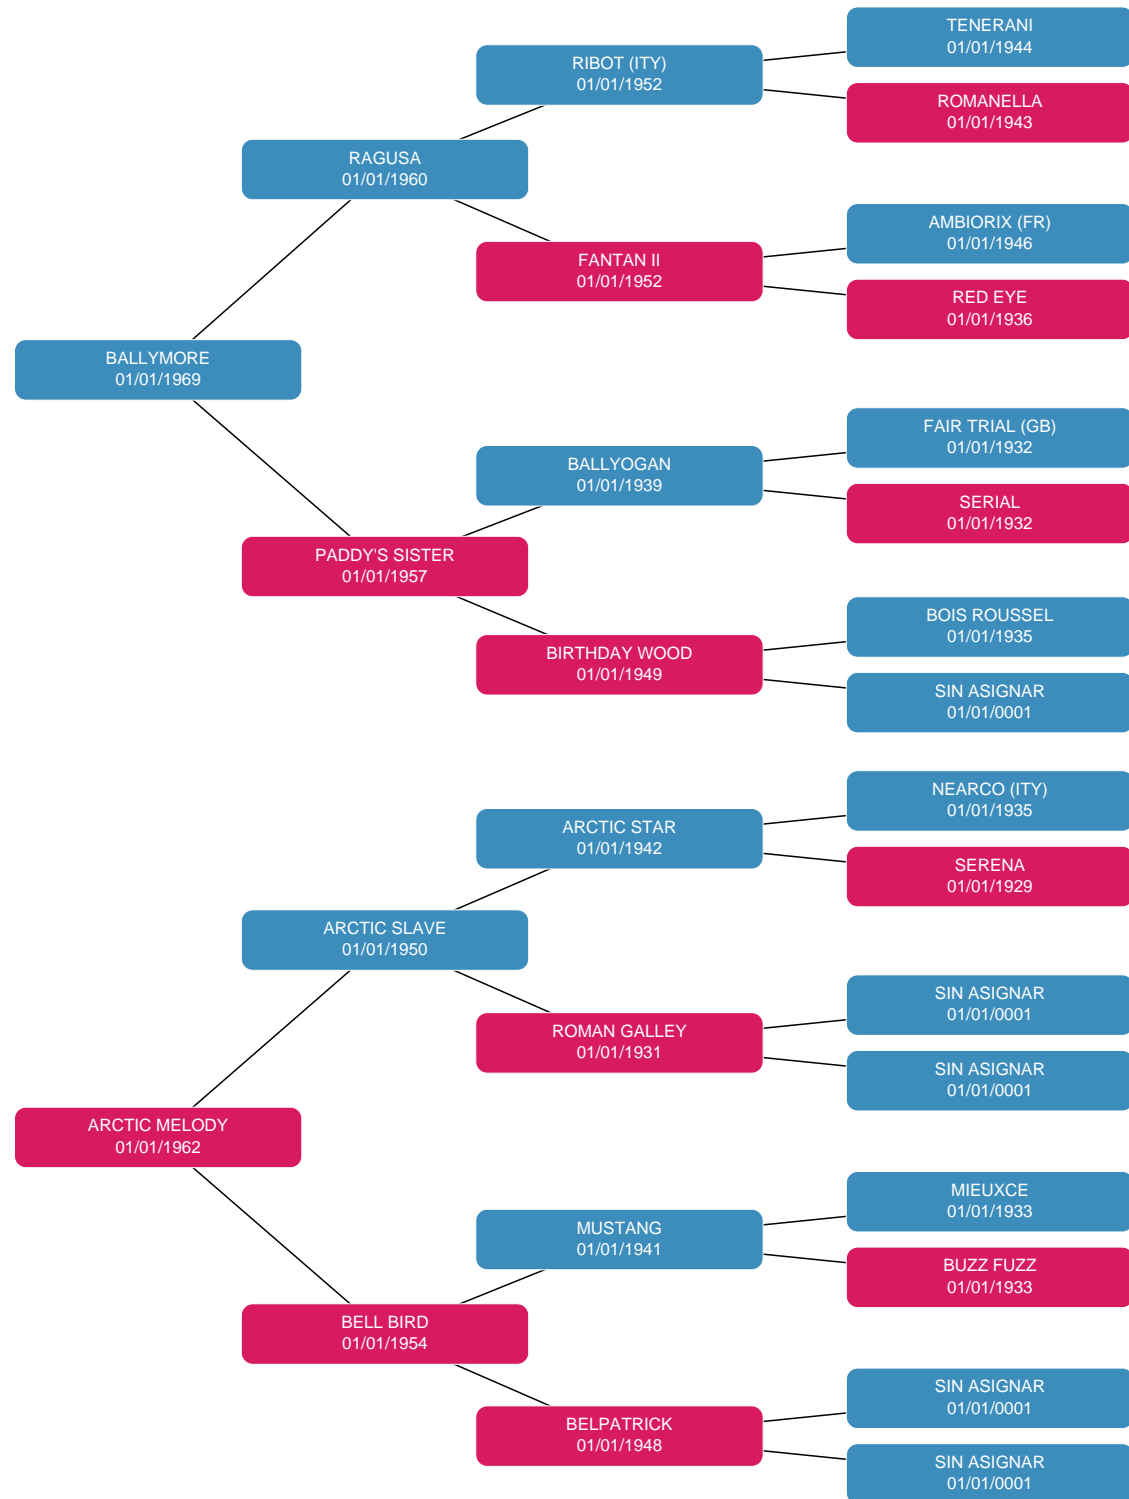 TENERANI
01/01/1944
RIBOT (ITY)
01/01/1952
ROMANELLA
01/01/1943
RAGUSA
01/01/1960
AMBIORIX (FR)
01/01/1946
FANTAN II
01/01/1952
RED EYE
01/01/1936
BALLYMORE
01/01/1969
FAIR TRIAL (GB)
01/01/1932
BALLYOGAN
01/01/1939
SERIAL
01/01/1932
PADDY'S SISTER
01/01/1957
BOIS ROUSSEL
01/01/1935
BIRTHDAY WOOD
01/01/1949
SIN ASIGNAR
01/01/0001
NEARCO (ITY)
01/01/1935
ARCTIC STAR
01/01/1942
SERENA
01/01/1929
ARCTIC SLAVE
01/01/1950
SIN ASIGNAR
01/01/0001
ROMAN GALLEY
01/01/1931
SIN ASIGNAR
01/01/0001
ARCTIC MELODY
01/01/1962
MIEUXCE
01/01/1933
MUSTANG
01/01/1941
BUZZ FUZZ
01/01/1933
BELL BIRD
01/01/1954
SIN ASIGNAR
01/01/0001
BELPATRICK
01/01/1948
SIN ASIGNAR
01/01/0001